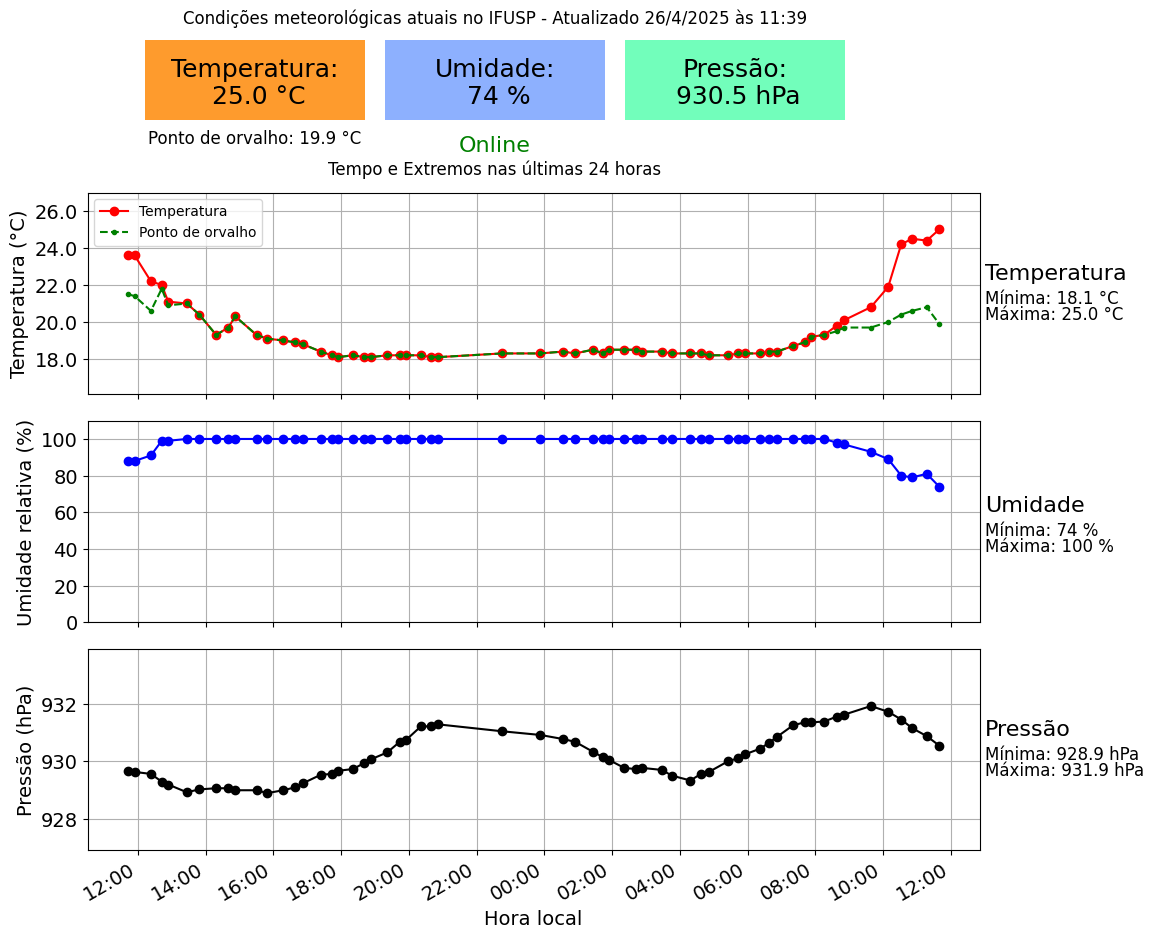 Condições meteorológicas atuais no IFUSP - Atualizado 26/4/2025 às 11:39
Temperatura:
25.0 °C
Umidade:
74 %
Pressão:
930.5 hPa
Ponto de orvalho: 19.9 °C
Online
Tempo e Extremos nas últimas 24 horas
Temperatura (°C)
26.0
24.0
22.0
20.0
18.0
Temperatura
Ponto de orvalho
Temperatura
Mínima: 18.1 °C
Máxima: 25.0 °C
Umidade relativa (%)
100
80
60
40
20
0
Umidade
Mínima: 74 %
Máxima: 100 %
Pressão (hPa)
932
930
928
Pressão
Mínima: 928.9 hPa
Máxima: 931.9 hPa
12:00 14:00 16:00 18:00 20:00 22:00 00:00 02:00 04:00 06:00 08:00 10:00 12:00
Hora local